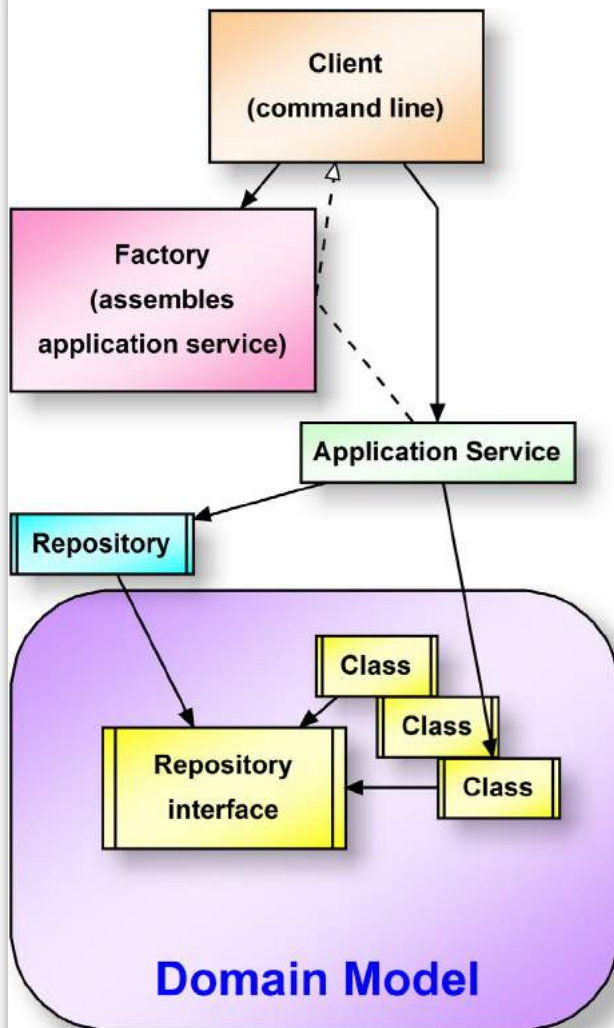 Client
(command line)
Factory
(assembles
application service)
Application Service
Repository
Class
Class
Repository
interface
Class
Domain Model